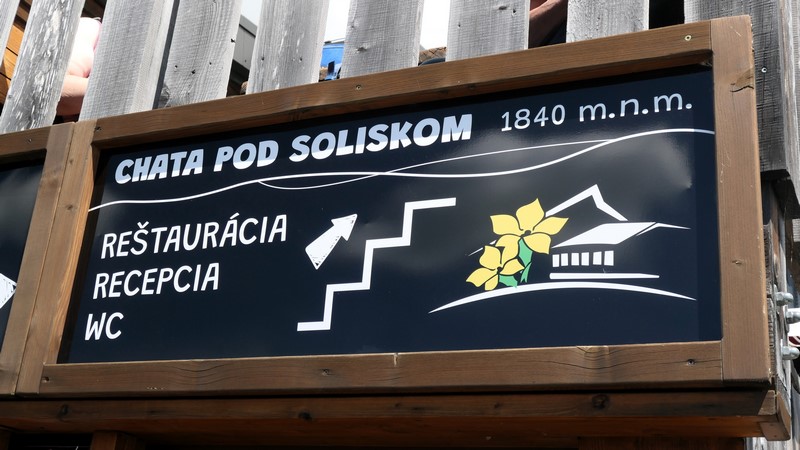 CHATA POD SOLISKOM 1840 m.n.m.
REŠTAURÁCIA
RECEPCIA
WC